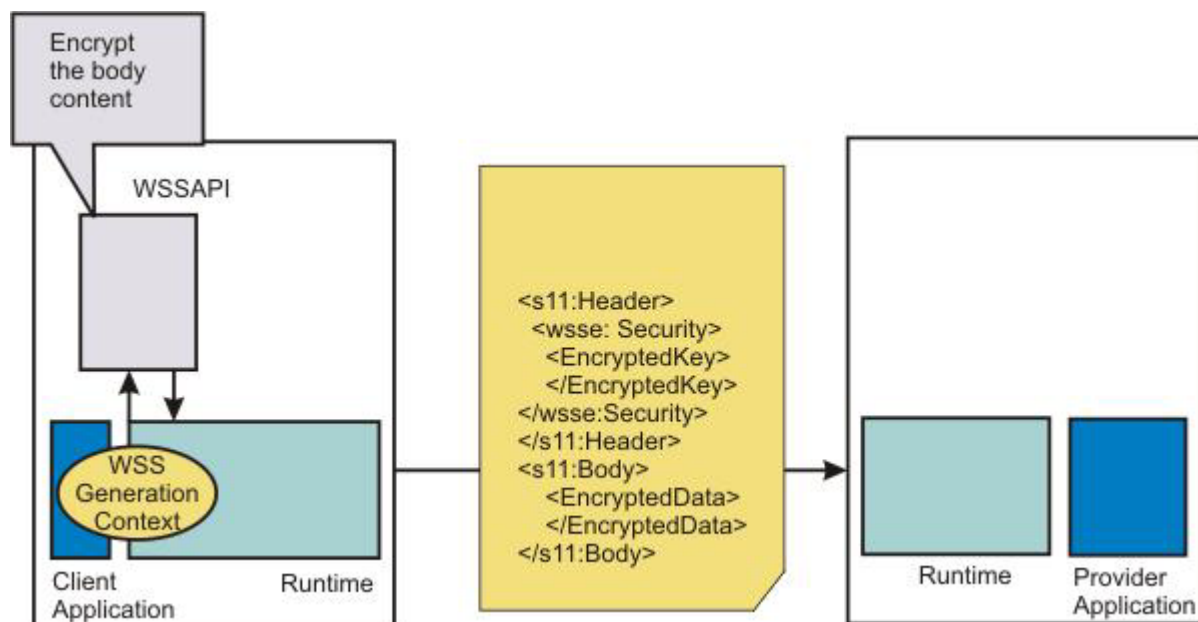 Encrypt
the body
content
WSSAPI
WSS
Generation
Context
Client
Application
Runtime
<s11:Header>
<wsse: Security>
<EncryptedKey>
</EncryptedKey>
</wsse:Security>
</s11:Header>
<s11:Body>
<EncryptedData>
</EncryptedData>
</s11:Body>
Runtime
Provider
Application